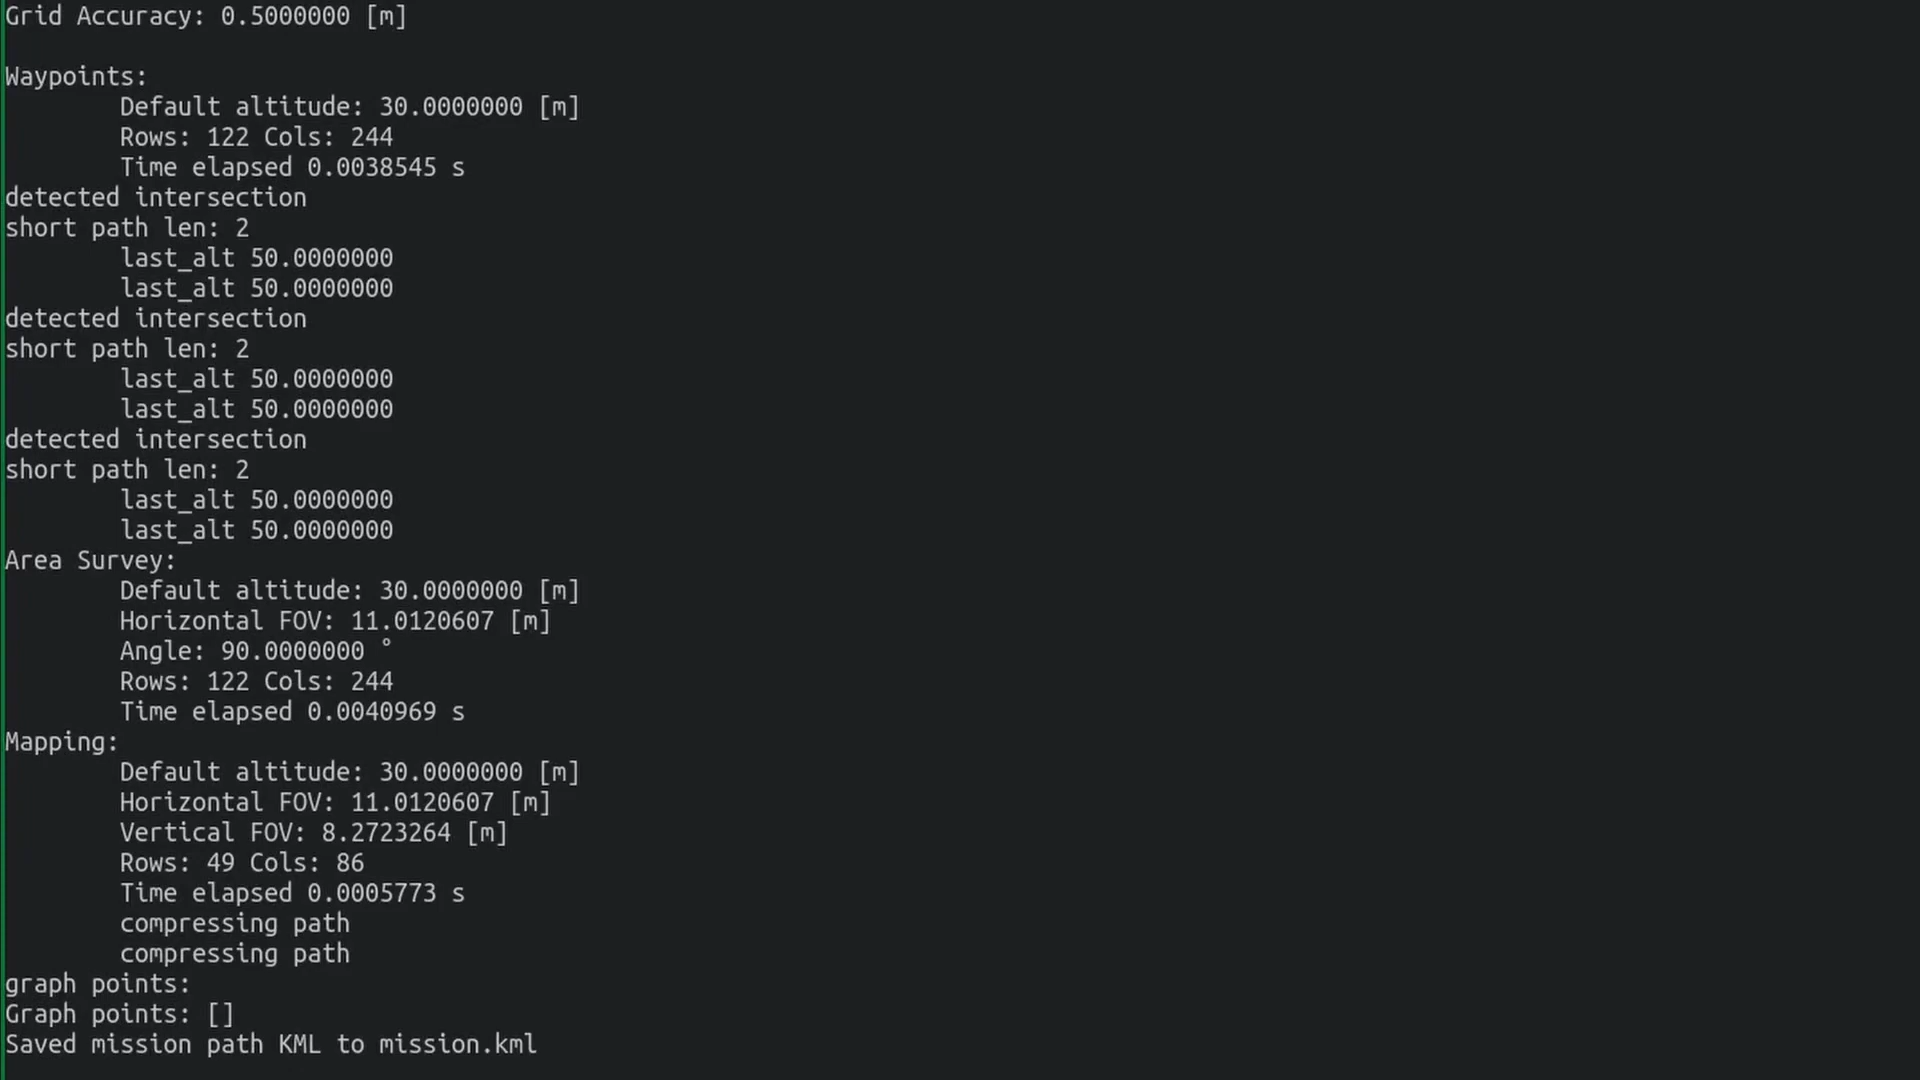 Grid Accuracy: 0.5000000 [m]
Waypoints:
Default altitude: 30.0000000 [m]
Rows: 122 Cols: 244
Time elapsed 0.0038545 s
detected intersection
short path len: 2
last_alt 50.0000000
last_alt 50.0000000
detected intersection
short path len: 2
last_alt 50.0000000
last_alt 50.0000000
detected intersection
short path len: 2
last_alt 50.0000000
last_alt 50.0000000
Area Survey:
Default altitude: 30.0000000 [m]
Horizontal FOV: 11.0120607 [m]
Angle: 90.0000000 °
Rows: 122 Cols: 244
Time elapsed 0.0040969 s
Mapping:
Default altitude: 30.0000000 [m]
Horizontal FOV: 11.0120607 [m]
Vertical FOV: 8.2723264 [m]
Rows: 49 Cols: 86
Time elapsed 0.0005773 s
compressing path
compressing path
graph points:
Graph points: []
Saved mission path KML to mission.kml